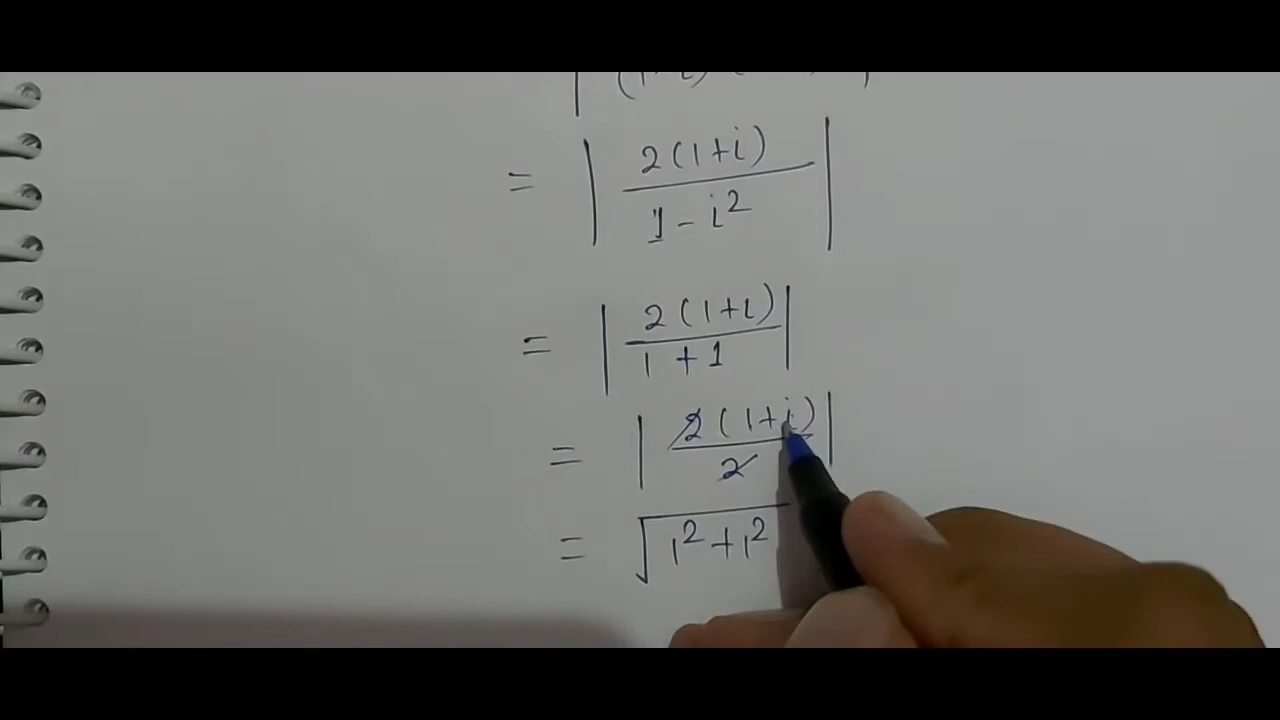 = | 2(1+i) / 1 - i² |
= | 2(1+i) / 1 + 1 |
= | 2(1+i) / 2 |
= √1² + 1²